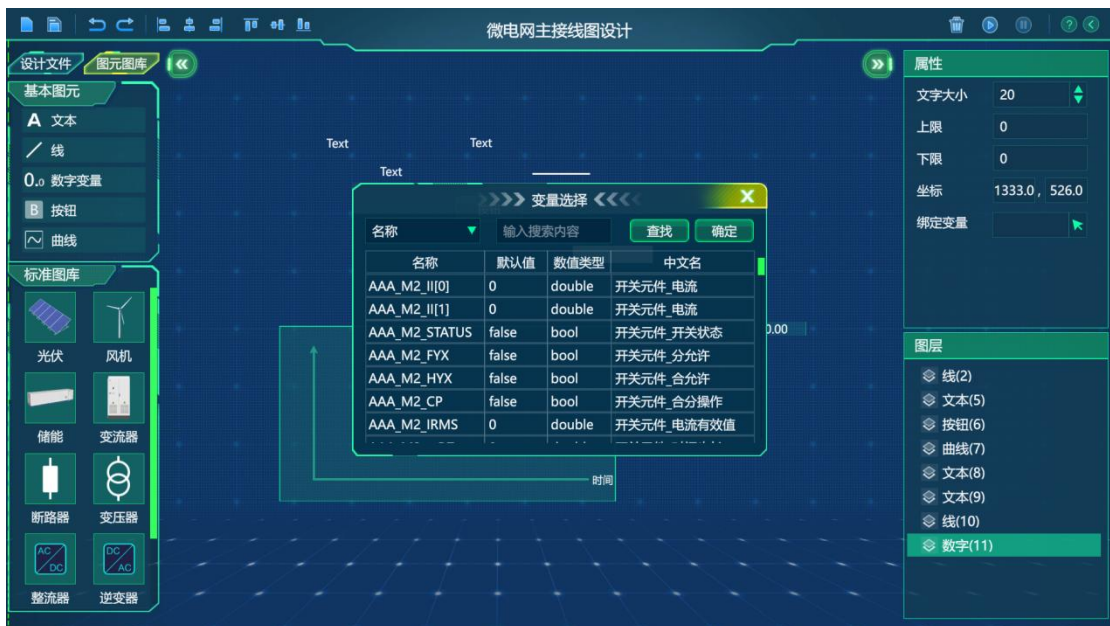 微电网主接线图设计
设计文件 图元图库
基本图元
A 文本
线
0.0 数字变量
B 按钮
曲线
标准图库
光伏 风机
储能 变流器
断路器 变压器
AC/DC DC/AC
整流器 逆变器
Text Text
Text
变量选择 X
名称 输入搜索内容 查找 确定
名称 默认值 数值类型 中文名
AAA_M2_II[0] 0 double 开关元件_电流
AAA_M2_II[1] 0 double 开关元件_电流
AAA_M2_STATUS false bool 开关元件_开关状态
AAA_M2_FYX false bool 开关元件_分允许
AAA_M2_HYX false bool 开关元件_合允许
AAA_M2_CP false bool 开关元件_合分操作
AAA_M2_IRMS 0 double 开关元件_电流有效值
0.00
时间
属性
文字大小 20
上限 0
下限 0
坐标 1333.0 , 526.0
绑定变量
图层
线(2)
文本(5)
按钮(6)
曲线(7)
文本(8)
文本(9)
线(10)
数字(11)